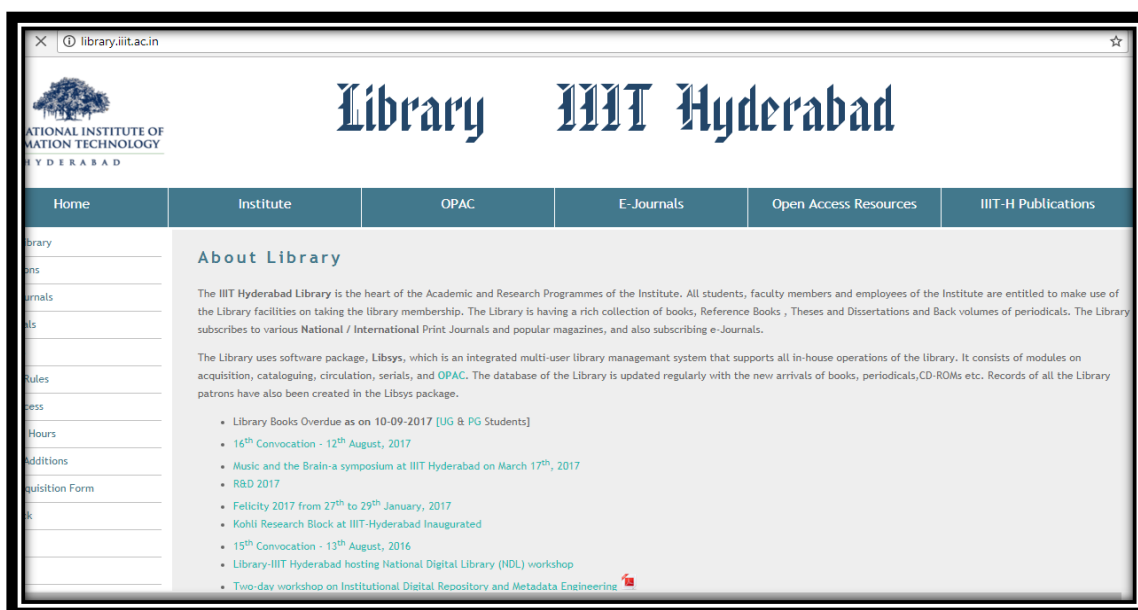 library.iiit.ac.in
Library IIIT Hyderabad
ATIONAL INSTITUTE OF
MATION TECHNOLOGY
HYDERABAD
Home Institute OPAC E-Journals Open Access Resources IIIT-H Publications
brary
ons
urnals
als
Rules
cess
Hours
Additions
quisition Form
ck
About Library
The IIIT Hyderabad Library is the heart of the Academic and Research Programmes of the Institute. All students, faculty members and employees of the Institute are entitled to make use of
the Library facilities on taking the library membership. The Library is having a rich collection of books, Reference Books , Theses and Dissertations and Back volumes of periodicals. The Library
subscribes to various National / International Print Journals and popular magazines, and also subscribing e-Journals.
The Library uses software package, Libsys, which is an integrated multi-user library managemant system that supports all in-house operations of the library. It consists of modules on
acquisition, cataloguing, circulation, serials, and OPAC. The database of the Library is updated regularly with the new arrivals of books, periodicals,CD-ROMs etc. Records of all the Library
patrons have also been created in the Libsys package.
• Library Books Overdue as on 10-09-2017 [UG & PG Students]
• 16th Convocation - 12th August, 2017
• Music and the Brain-a symposium at IIIT Hyderabad on March 17th, 2017
• R&D 2017
• Felicity 2017 from 27th to 29th January, 2017
• Kohli Research Block at IIIT-Hyderabad Inaugurated
• 15th Convocation - 13th August, 2016
• Library-IIIT Hyderabad hosting National Digital Library (NDL) workshop
• Two-day workshop on Institutional Digital Repository and Metadata Engineering